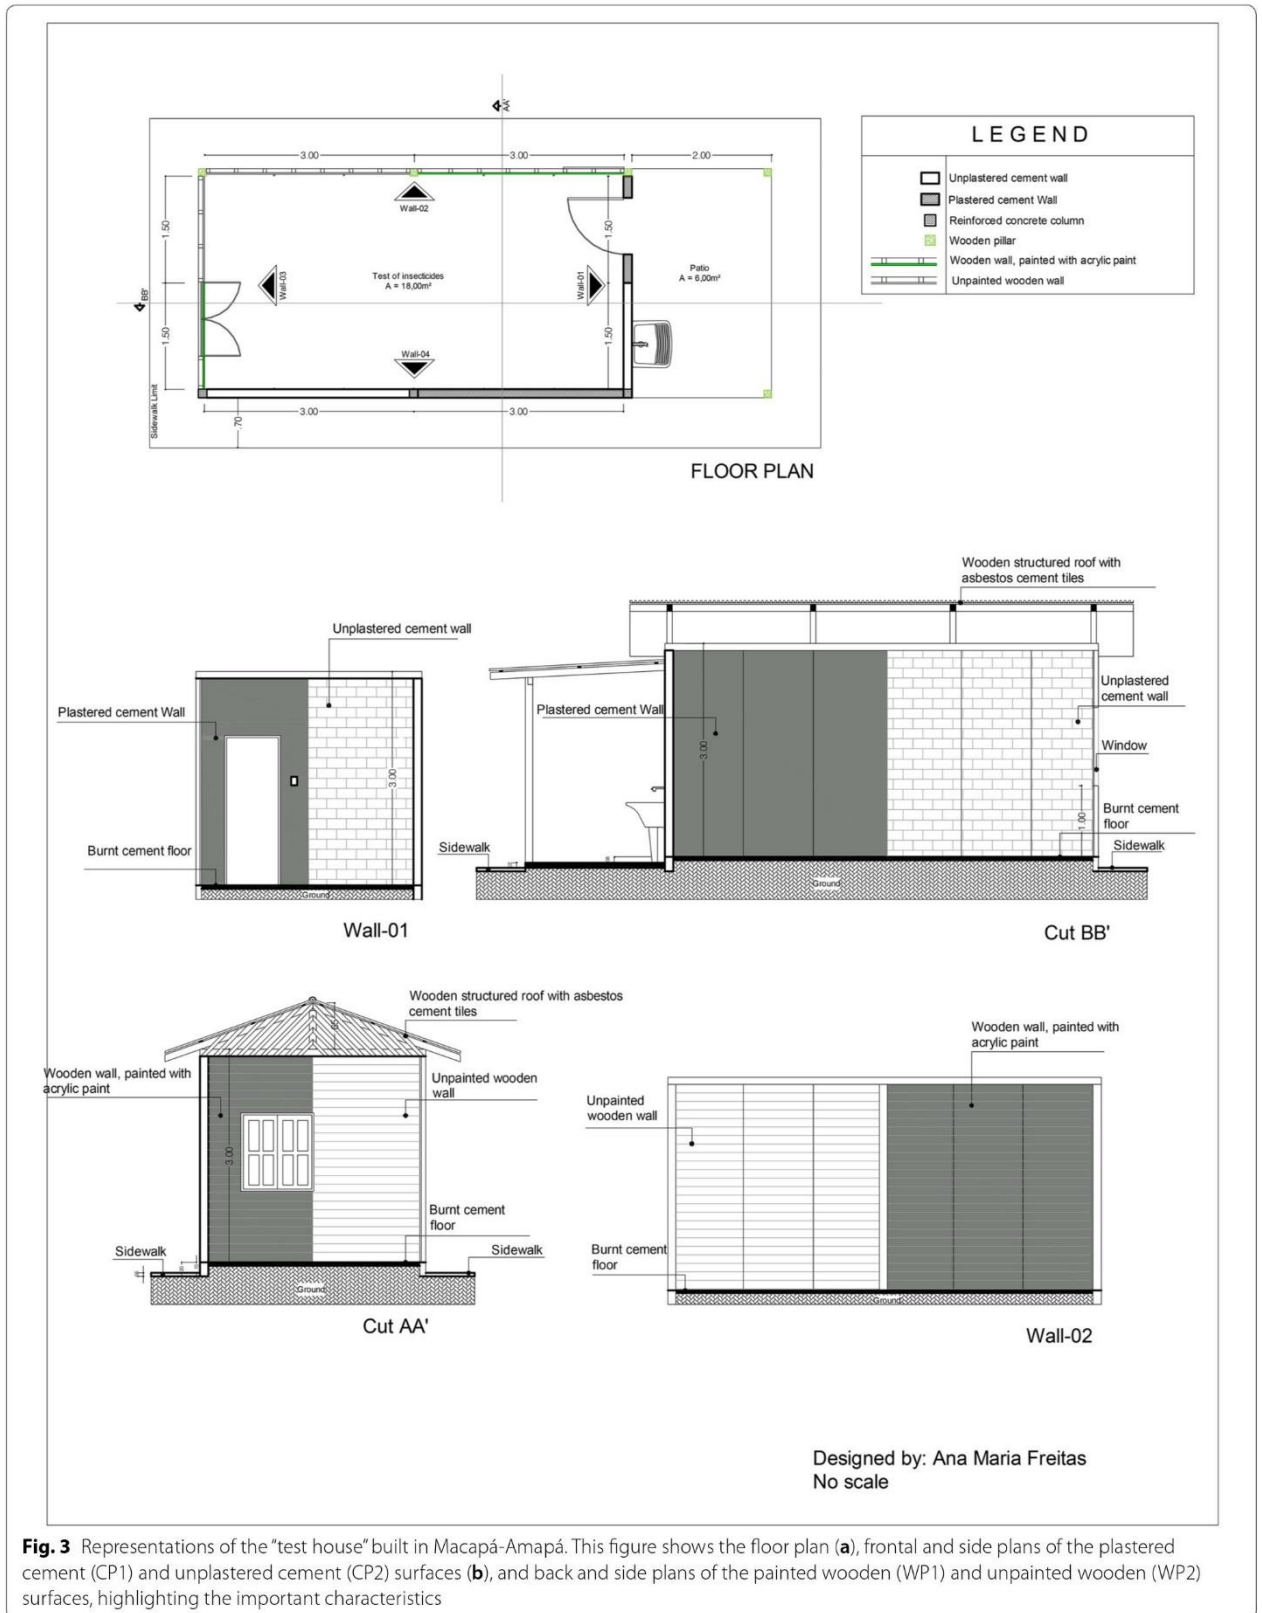 AA'
3.00
3.00
2.00
Wall-02
1.50
1.50
Wall-03
Test of insecticides
A = 18,00m²
Wall-01
Patio
A = 6,00m²
BB'
1.50
1.50
Wall-04
Sidewalk Limit
3.00
3.00
.70
FLOOR PLAN
LEGEND
Unplastered cement wall
Plastered cement Wall
Reinforced concrete column
Wooden pillar
Wooden wall, painted with acrylic paint
Unpainted wooden wall
Unplastered cement wall
Plastered cement Wall
3.00
Burnt cement floor
Ground
Wall-01
Wooden structured roof with
asbestos cement tiles
Unplastered
cement wall
Plastered cement Wall
3.00
Window
1.00
Burnt cement
floor
Sidewalk
Sidewalk
Ground
Cut BB'
Wooden structured roof with asbestos
cement tiles
Wooden wall, painted with
acrylic paint
Unpainted wooden
wall
3.00
Burnt cement
floor
Sidewalk
Sidewalk
Ground
Cut AA'
Wooden wall, painted with
acrylic paint
Unpainted
wooden wall
Burnt cement
floor
Ground
Wall-02
Designed by: Ana Maria Freitas
No scale
Fig. 3 Representations of the "test house" built in Macapá-Amapá. This figure shows the floor plan (a), frontal and side plans of the plastered
cement (CP1) and unplastered cement (CP2) surfaces (b), and back and side plans of the painted wooden (WP1) and unpainted wooden (WP2)
surfaces, highlighting the important characteristics